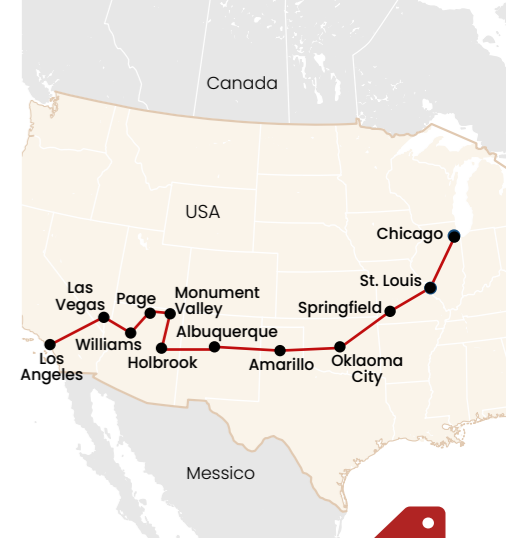 Canada
USA
Chicago
St. Louis
Springfield
Las
Vegas
Page
Monument
Valley
Albuquerque
Williams
Holbrook
Amarillo
Oklaoma
City
Los
Angeles
Messico